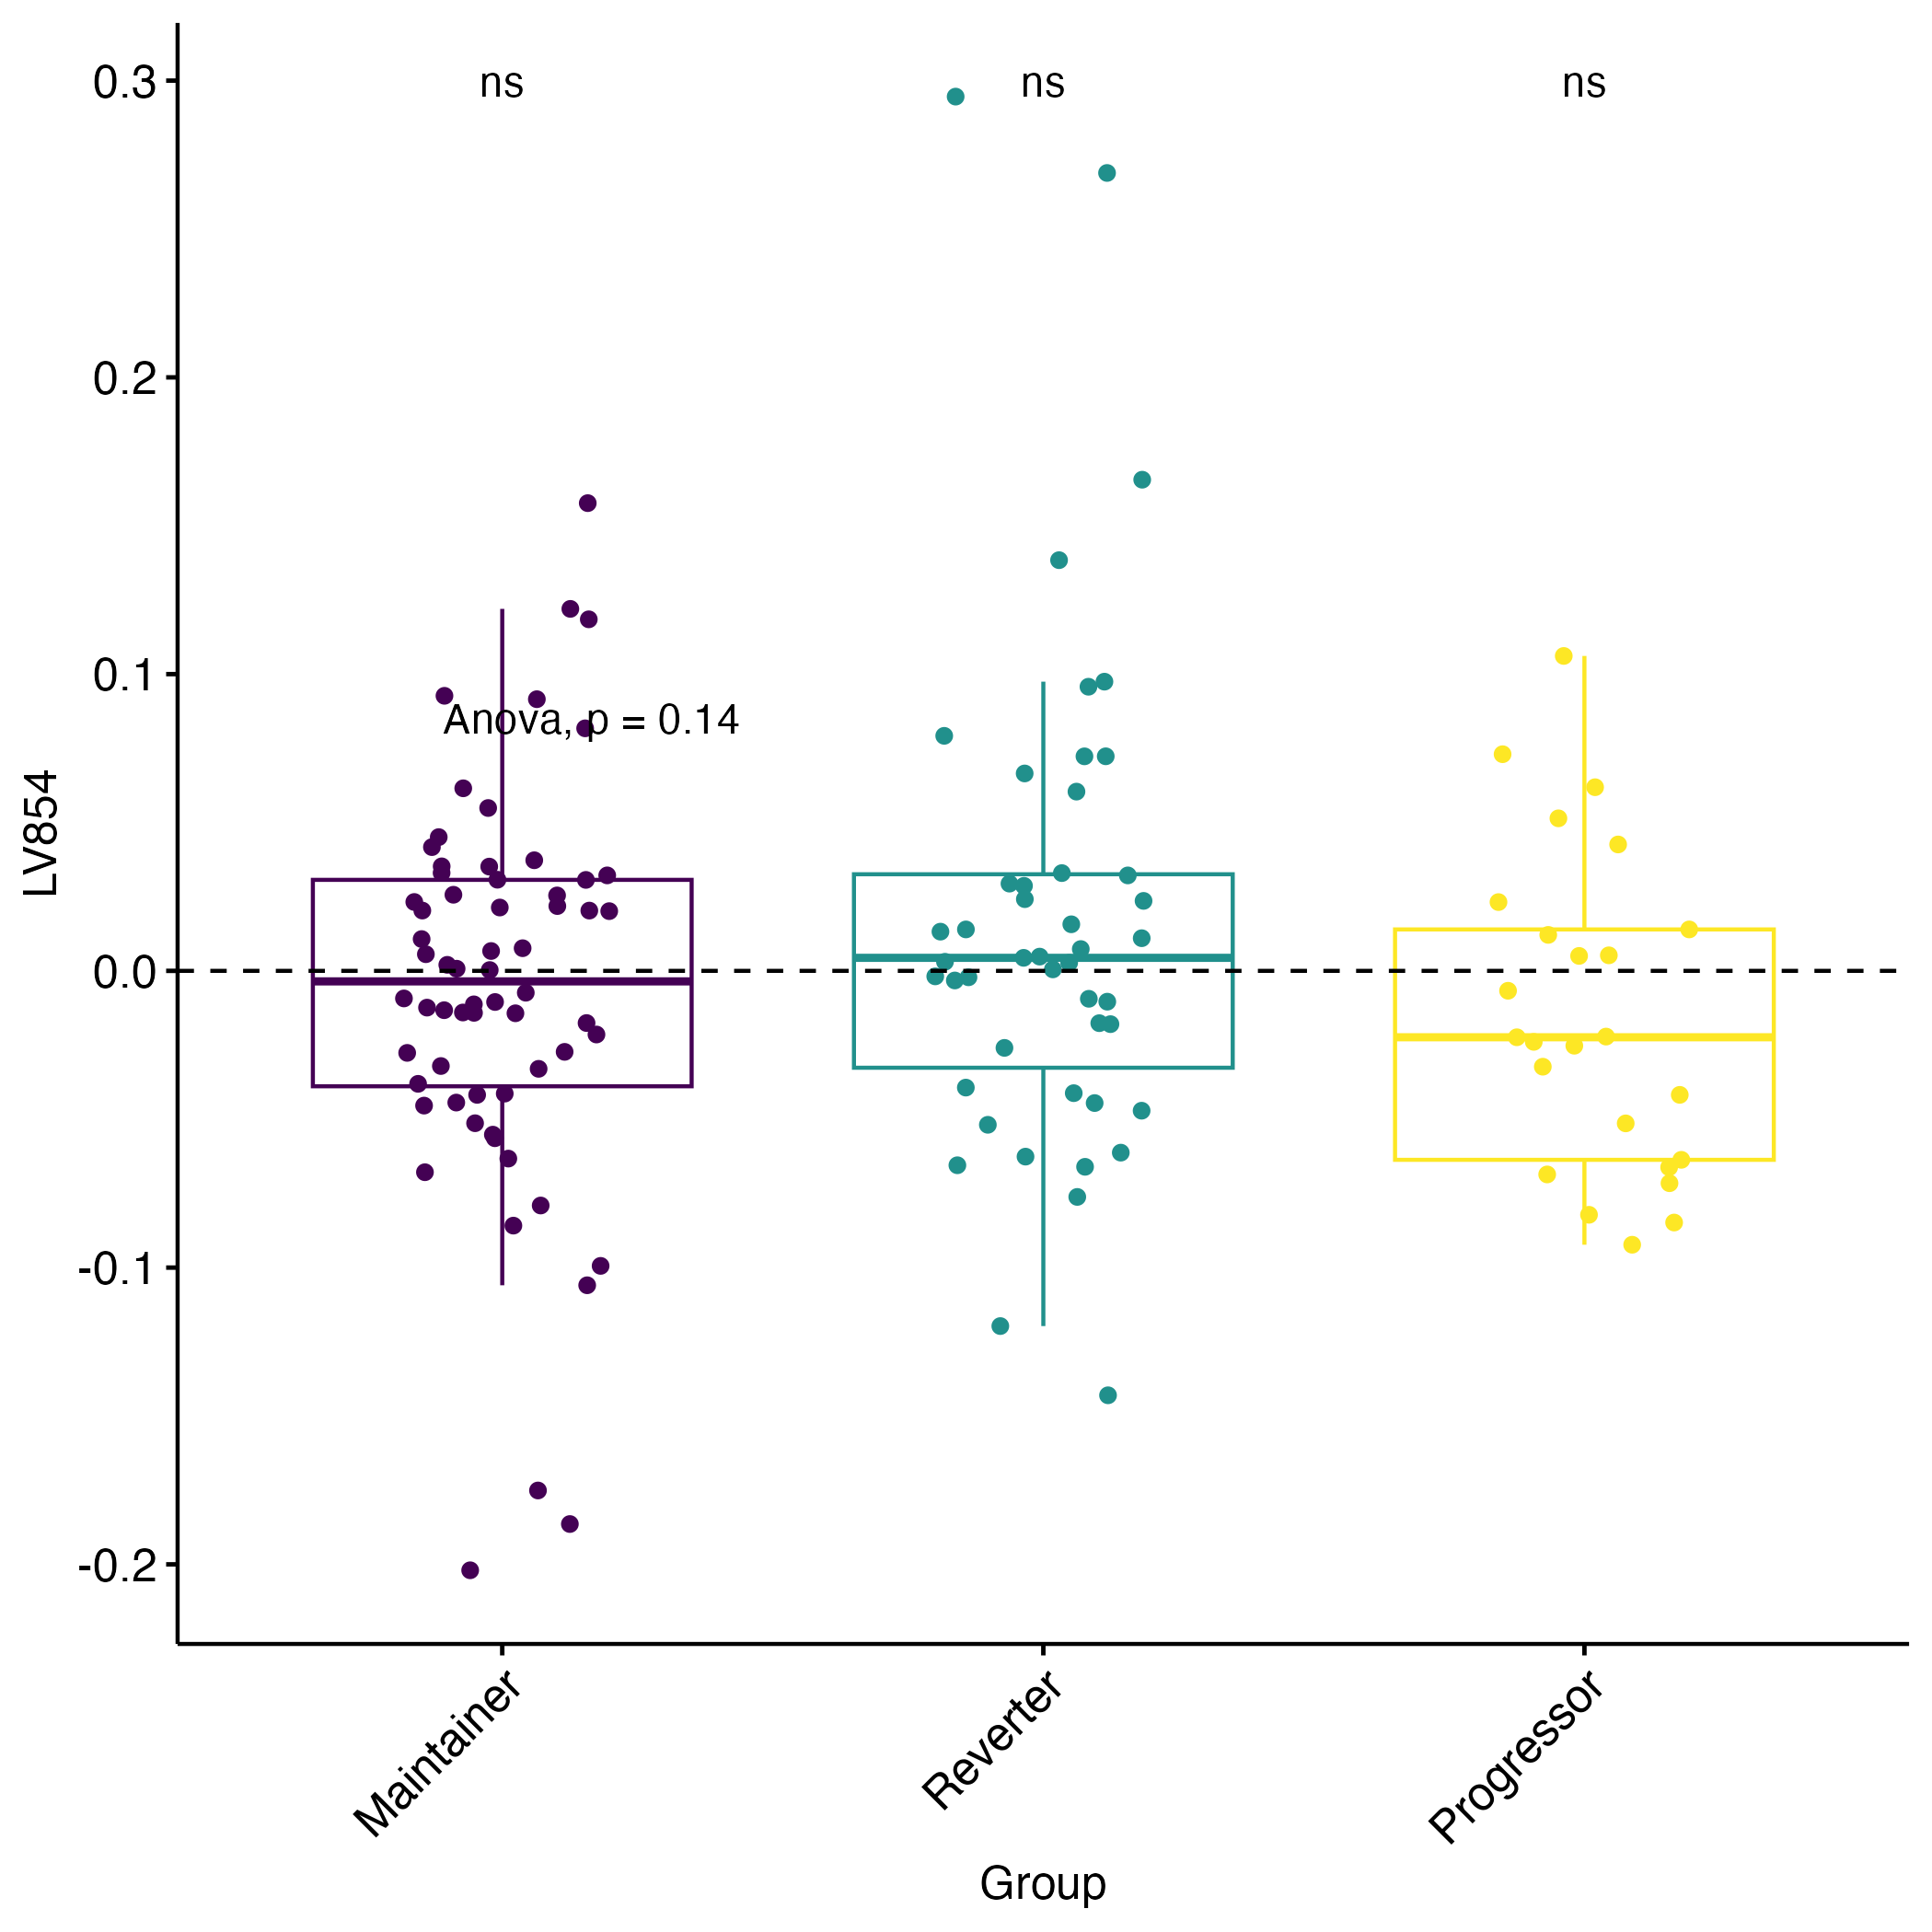 ns ns ns
0.3
0.2
0.1
0.0
-0.1
-0.2
Anova, p = 0.14
LV854
Maintainer
Reverter
Progressor
Group